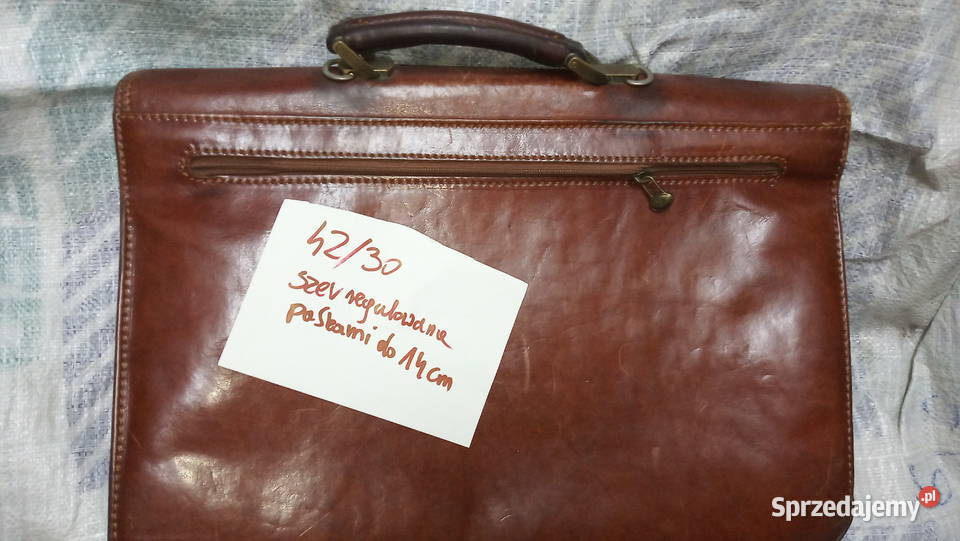 42/30
szer regulowana
paskami do 14cm
Sprzedajemy.pl